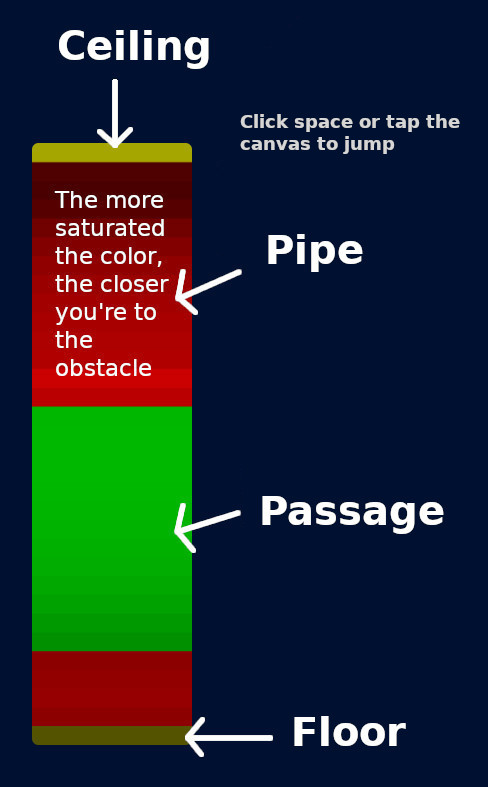 Ceiling
Click space or tap the
canvas to jump
The more
saturated
the color,
the closer
you're to
the
obstacle
Pipe
Passage
Floor